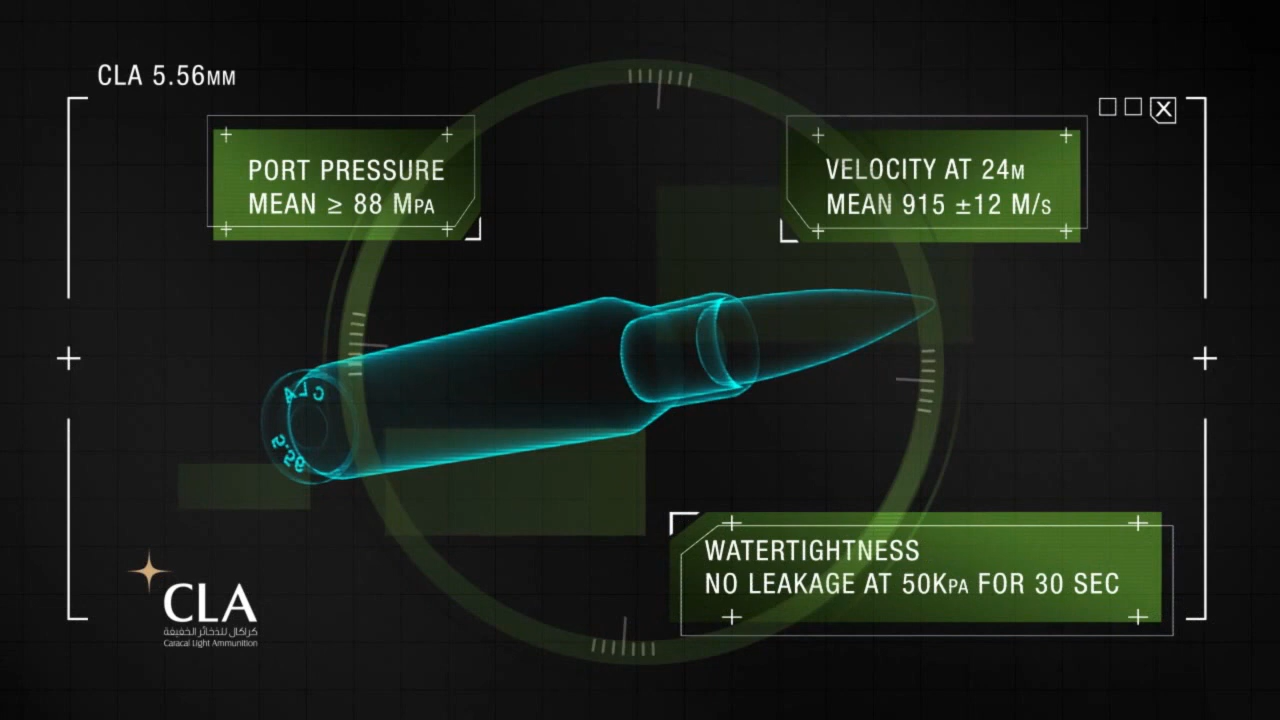 CLA 5.56MM
PORT PRESSURE
MEAN ≥ 88 MPA
VELOCITY AT 24M
MEAN 915 ±12 M/S
CLA
5.56
WATERTIGHTNESS
NO LEAKAGE AT 50KPA FOR 30 SEC
CLA
كراكال للذخائر الخفيفة
Caracal Light Ammunition